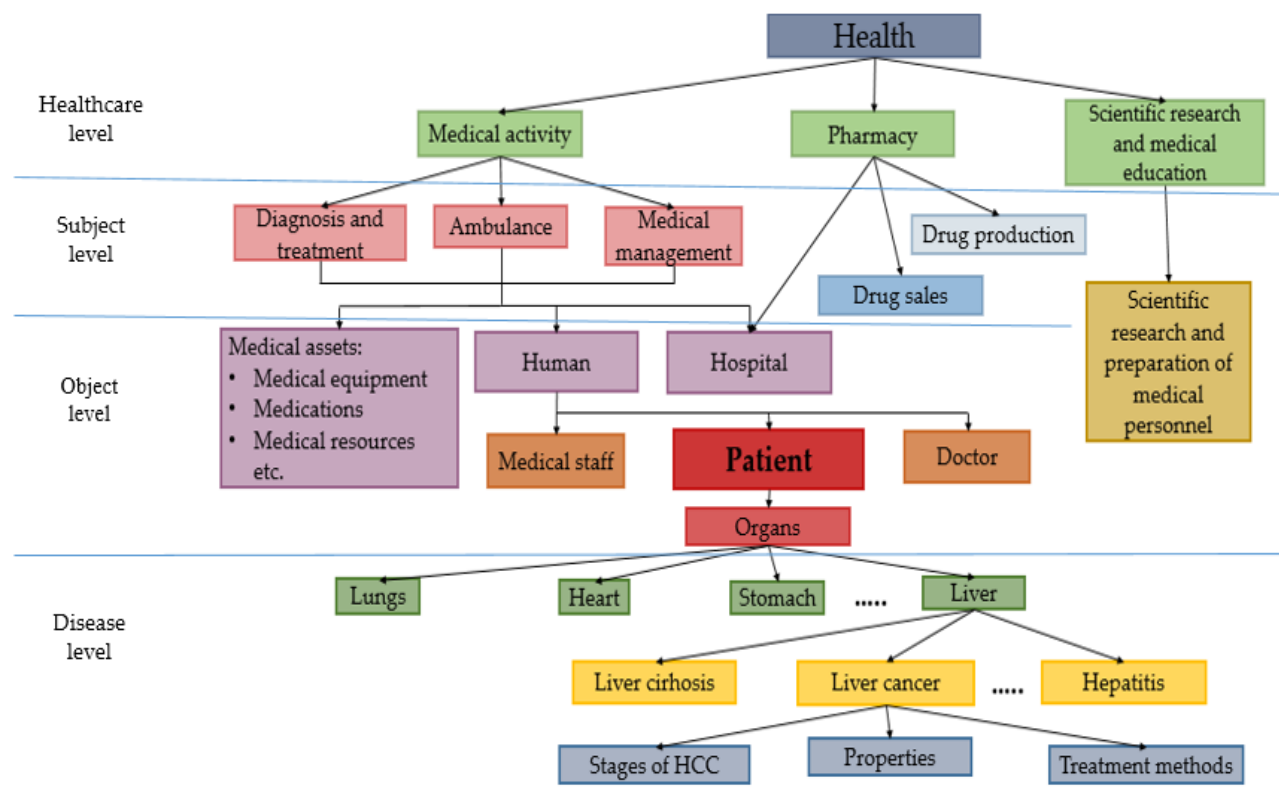 Health
Healthcare
level
Medical activity
Pharmacy
Scientific research
and medical
education
Subject
level
Diagnosis and
treatment
Ambulance
Medical
management
Drug production
Drug sales
Scientific
research and
preparation of
medical
personnel
Object
level
Medical assets:
• Medical equipment
• Medications
• Medical resources
etc.
Human
Hospital
Medical staff
Patient
Doctor
Organs
Disease
level
Lungs
Heart
Stomach
.....
Liver
Liver cirhosis
Liver cancer
.....
Hepatitis
Stages of HCC
Properties
Treatment methods